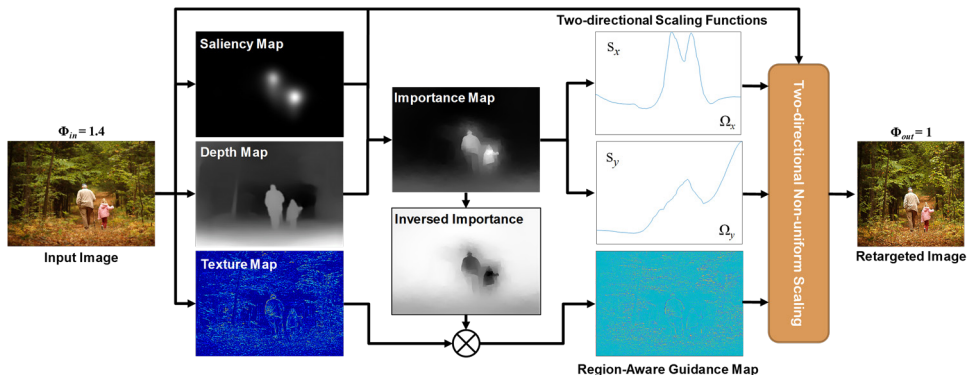 Two-directional Scaling Functions
Saliency Map
Sx
Ωx
Importance Map
Φin = 1.4
Input Image
Depth Map
Sy
Ωy
Inversed Importance
Texture Map
Region-Aware Guidance Map
Two-directional Non-uniform Scaling
Φout = 1
Retargeted Image